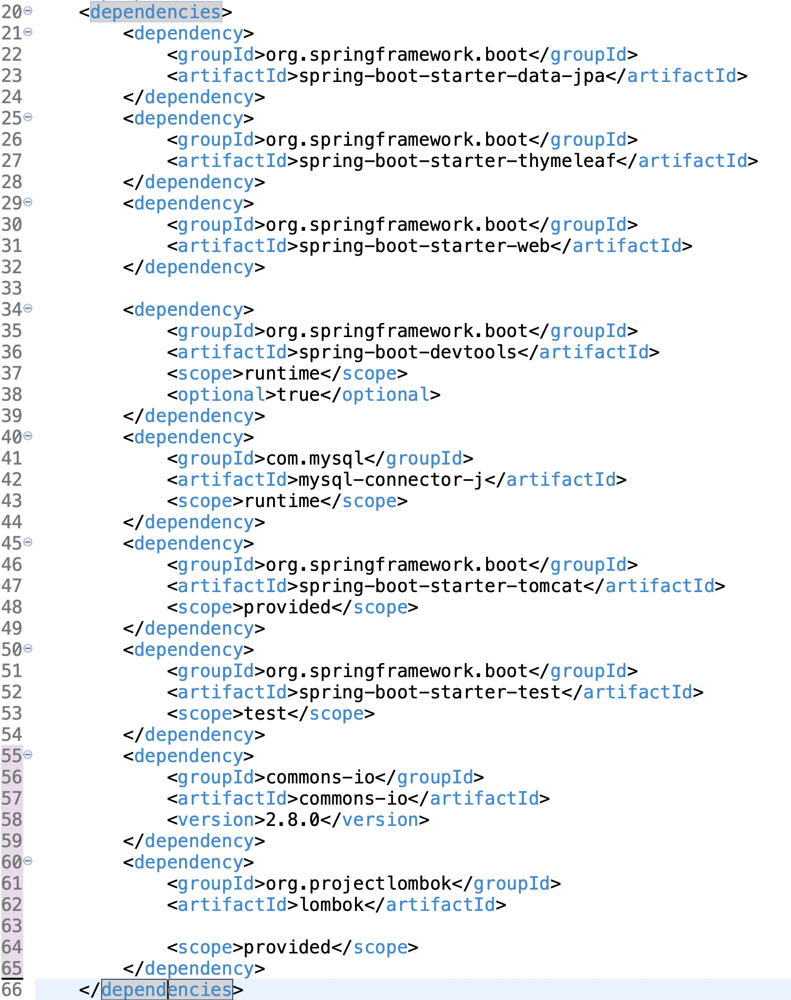 20 <dependencies>
21 <dependency>
22 <groupId>org.springframework.boot</groupId>
23 <artifactId>spring-boot-starter-data-jpa</artifactId>
24 </dependency>
25 <dependency>
26 <groupId>org.springframework.boot</groupId>
27 <artifactId>spring-boot-starter-thymeleaf</artifactId>
28 </dependency>
29 <dependency>
30 <groupId>org.springframework.boot</groupId>
31 <artifactId>spring-boot-starter-web</artifactId>
32 </dependency>
33
34 <dependency>
35 <groupId>org.springframework.boot</groupId>
36 <artifactId>spring-boot-devtools</artifactId>
37 <scope>runtime</scope>
38 <optional>true</optional>
39 </dependency>
40 <dependency>
41 <groupId>com.mysql</groupId>
42 <artifactId>mysql-connector-j</artifactId>
43 <scope>runtime</scope>
44 </dependency>
45 <dependency>
46 <groupId>org.springframework.boot</groupId>
47 <artifactId>spring-boot-starter-tomcat</artifactId>
48 <scope>provided</scope>
49 </dependency>
50 <dependency>
51 <groupId>org.springframework.boot</groupId>
52 <artifactId>spring-boot-starter-test</artifactId>
53 <scope>test</scope>
54 </dependency>
55 <dependency>
56 <groupId>commons-io</groupId>
57 <artifactId>commons-io</artifactId>
58 <version>2.8.0</version>
59 </dependency>
60 <dependency>
61 <groupId>org.projectlombok</groupId>
62 <artifactId>lombok</artifactId>
63
64 <scope>provided</scope>
65 </dependency>
66 </dependencies>